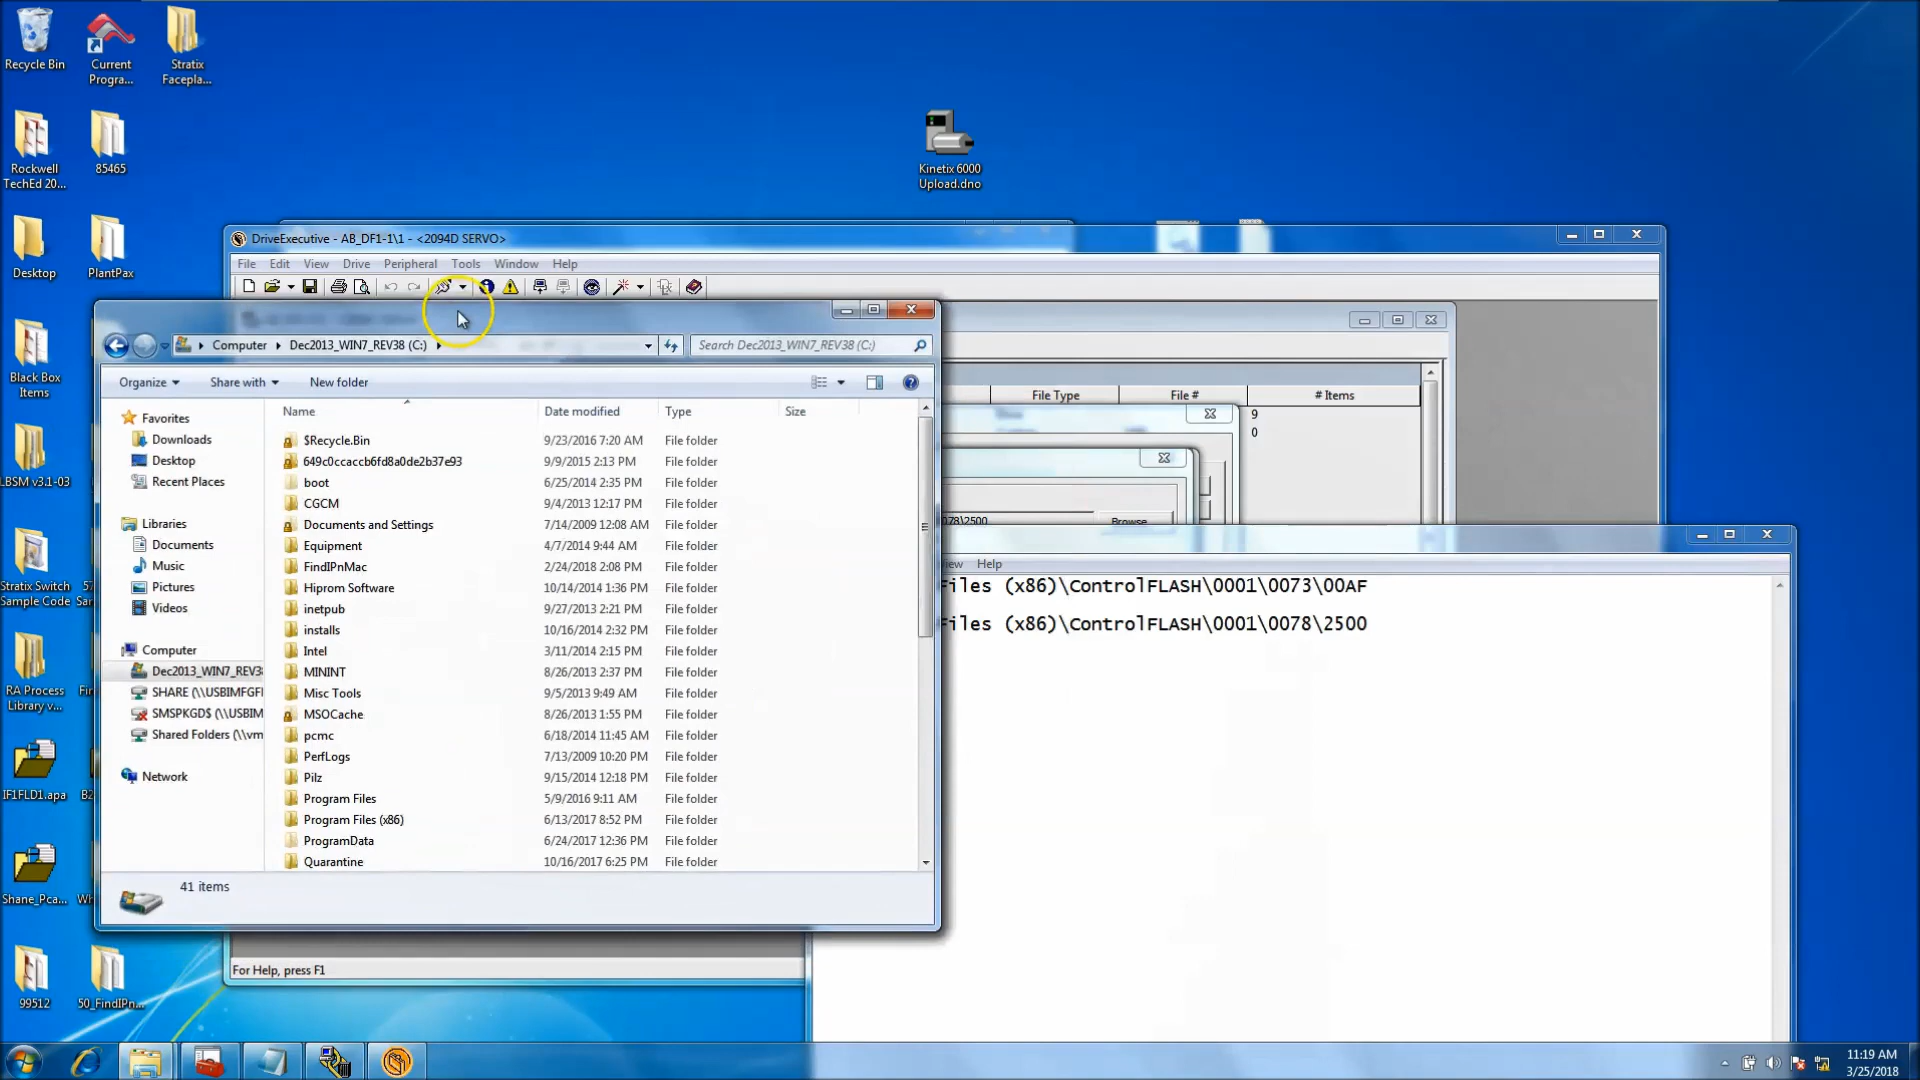 Recycle Bin
Current
Progra...
Stratix
Facepla...
Rockwell
TechEd 20...
85465
Kinetix 6000
Upload.dno
Desktop
PlantPax
Black Box
Items
LBSM v3.1-03
Stratix Switch
Sample Code
57
Sar
RA Process
Library v...
Fin
IF1FLD1.apa
B2
Shane_Pca...
Wh
99512
50_FindIPn...
DriveExecutive - AB_DF1-1\1 - <2094D SERVO>
File Edit View Drive Peripheral Tools Window Help
Computer Dec2013_WIN7_REV38 (C:)
Search Dec2013_WIN7_REV38 (C:)
Organize Share with New folder
Name Date modified Type Size
Favorites
Downloads
Desktop
Recent Places
Libraries
Documents
Music
Pictures
Videos
Computer
Dec2013_WIN7_REV38
SHARE (\\USBIMFGFI
SMSPKGD$ (\\USBIM
Shared Folders (\\vm
Network
$Recycle.Bin 9/23/2016 7:20 AM File folder
649c0ccaccb6fd8a0de2b37e93 9/9/2015 2:13 PM File folder
boot 6/25/2014 2:35 PM File folder
CGCM 9/4/2013 12:17 PM File folder
Documents and Settings 7/14/2009 12:08 AM File folder
Equipment 4/7/2014 9:44 AM File folder
FindIPnMac 2/24/2018 2:08 PM File folder
Hiprom Software 10/14/2014 1:36 PM File folder
inetpub 9/27/2013 2:21 PM File folder
installs 10/16/2014 2:32 PM File folder
Intel 3/11/2014 2:15 PM File folder
MININT 8/26/2013 2:37 PM File folder
Misc Tools 9/5/2013 9:49 AM File folder
MSOCache 8/26/2013 1:55 PM File folder
pcmc 6/18/2014 11:45 AM File folder
PerfLogs 7/13/2009 10:20 PM File folder
Pilz 9/15/2014 12:18 PM File folder
Program Files 5/9/2016 9:11 AM File folder
Program Files (x86) 6/13/2017 8:52 PM File folder
ProgramData 6/24/2017 12:36 PM File folder
Quarantine 10/16/2017 6:25 PM File folder
41 items
File Type File # # Items
9
0
078\2500
Browse
iew Help
Files (x86)\ControlFLASH\0001\0073\00AF
Files (x86)\ControlFLASH\0001\0078\2500
For Help, press F1
11:19 AM
3/25/2018